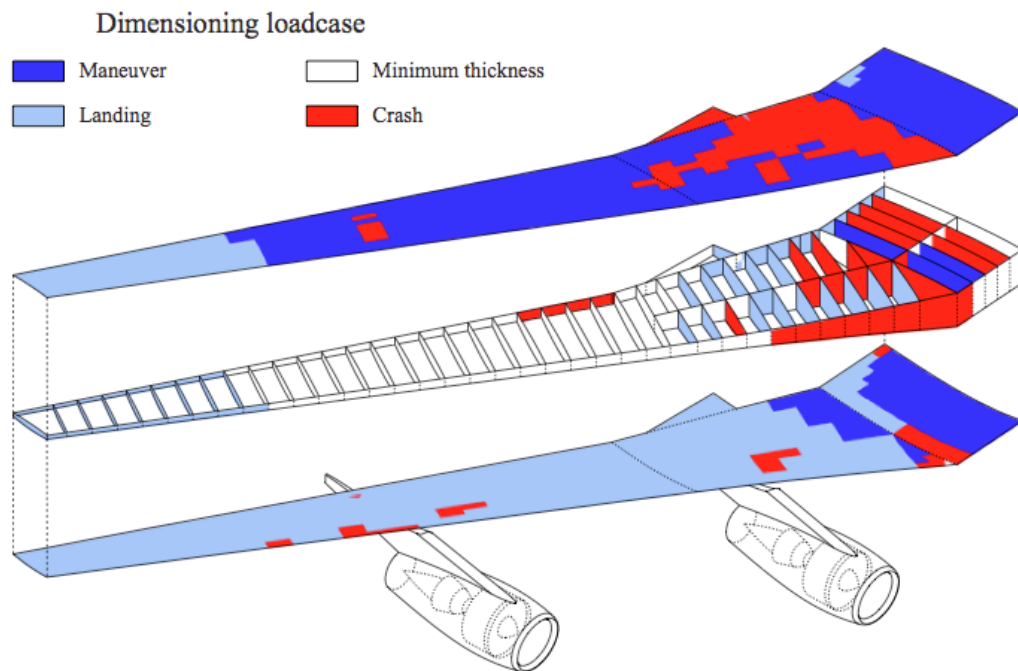 Dimensioning loadcase
Maneuver
Minimum thickness
Landing
Crash